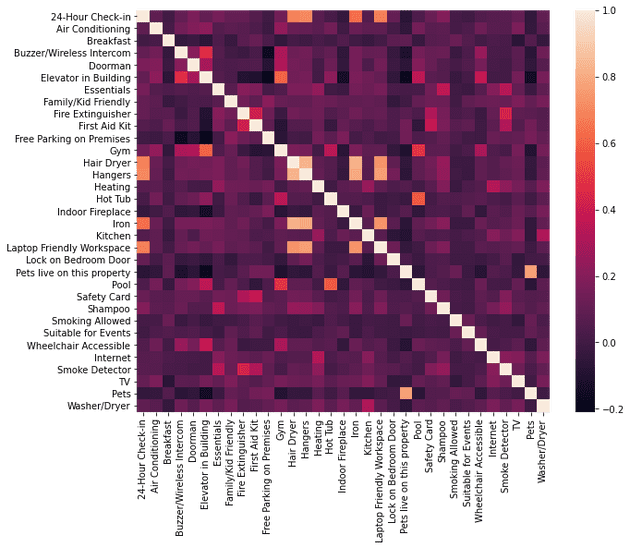 24-Hour Check-in
Air Conditioning
Breakfast
Buzzer/Wireless Intercom
Doorman
Elevator in Building
Essentials
Family/Kid Friendly
Fire Extinguisher
First Aid Kit
Free Parking on Premises
Gym
Hair Dryer
Hangers
Heating
Hot Tub
Indoor Fireplace
Iron
Kitchen
Laptop Friendly Workspace
Lock on Bedroom Door
Pets live on this property
Pool
Safety Card
Shampoo
Smoking Allowed
Suitable for Events
Wheelchair Accessible
Internet
Smoke Detector
TV
Pets
Washer/Dryer
24-Hour Check-in
Air Conditioning
Breakfast
Buzzer/Wireless Intercom
Doorman
Elevator in Building
Essentials
Family/Kid Friendly
Fire Extinguisher
First Aid Kit
Free Parking on Premises
Gym
Hair Dryer
Hangers
Heating
Hot Tub
Indoor Fireplace
Iron
Kitchen
Laptop Friendly Workspace
Lock on Bedroom Door
Pets live on this property
Pool
Safety Card
Shampoo
Smoking Allowed
Suitable for Events
Wheelchair Accessible
Internet
Smoke Detector
TV
Pets
Washer/Dryer
1.0
0.8
0.6
0.4
0.2
0.0
−0.2